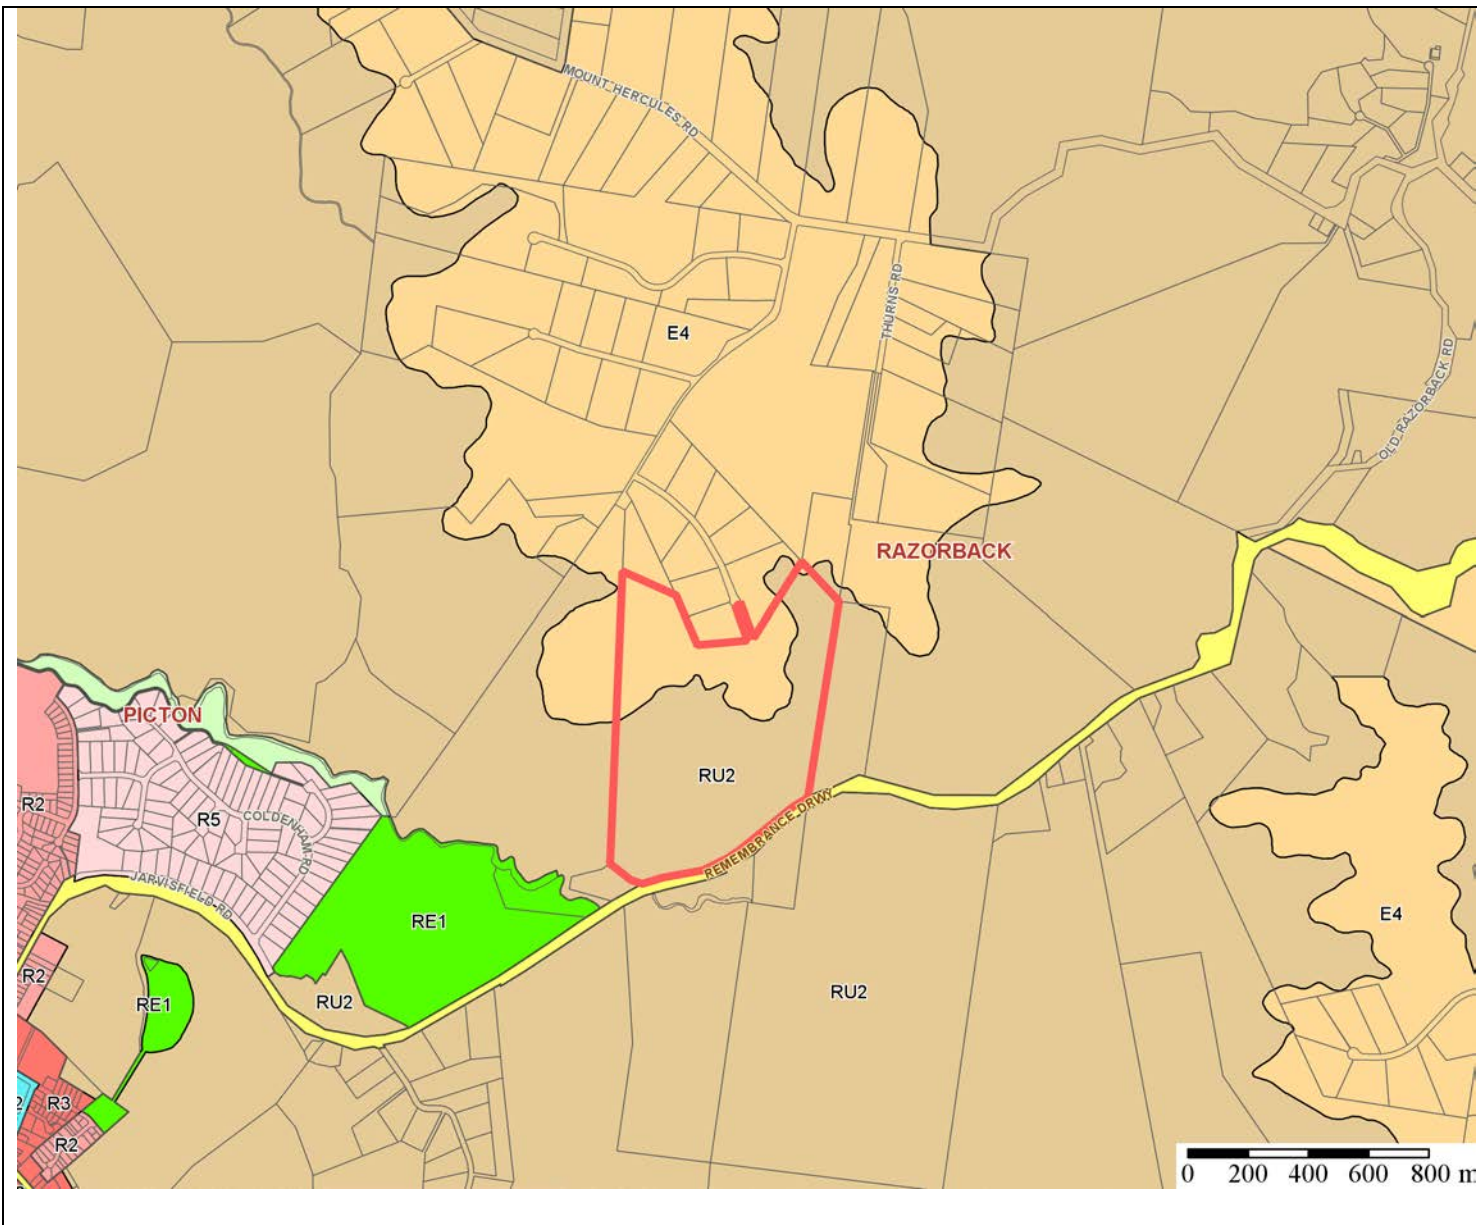 MOUNT HERCULES RD
THURNS RD
E4
OLD RAZORBACK RD
RAZORBACK
PICTON
RU2
R2
R5
COLDENHAM RD
REMEMBRANCE DRWY
JARVISFIELD RD
RE1
E4
R2
RE1
RU2
RU2
R3
R2
0 200 400 600 800 m